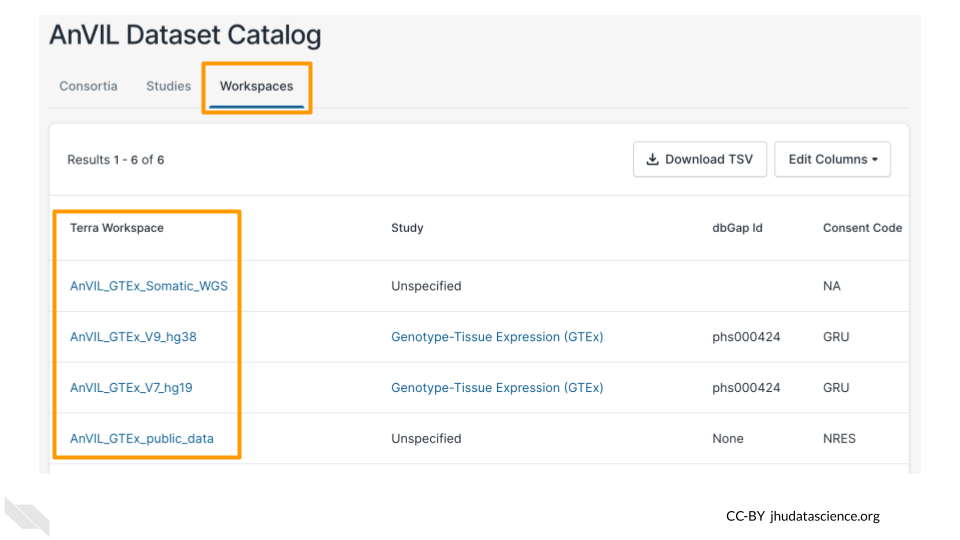 AnVIL Dataset Catalog
Consortia Studies Workspaces
Results 1 - 6 of 6 Download TSV Edit Columns
Terra Workspace Study dbGap Id Consent Code
AnVIL_GTEx_Somatic_WGS Unspecified NA
AnVIL_GTEx_V9_hg38 Genotype-Tissue Expression (GTEx) phs000424 GRU
AnVIL_GTEx_V7_hg19 Genotype-Tissue Expression (GTEx) phs000424 GRU
AnVIL_GTEx_public_data Unspecified None NRES
CC-BY jhudatascience.org